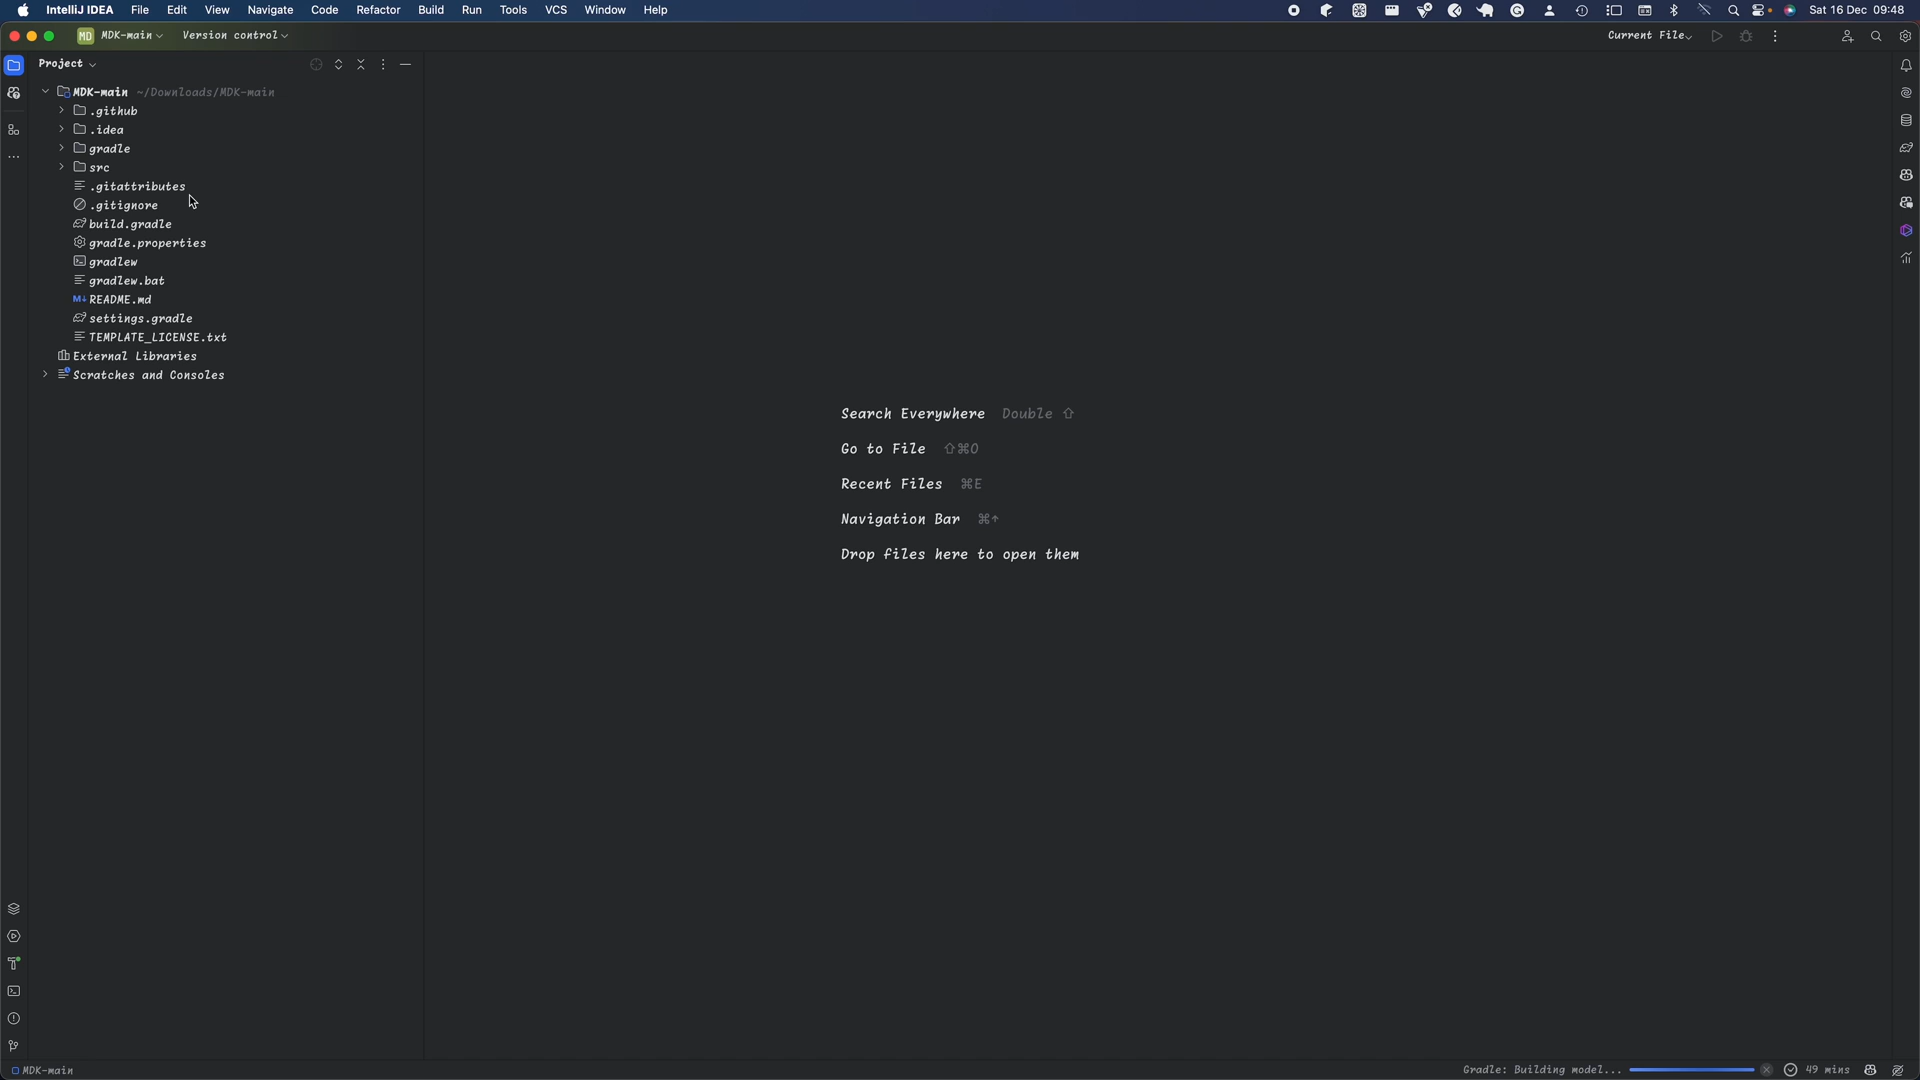 IntelliJ IDEA File Edit View Navigate Code Refactor Build Run Tools VCS Window Help Sat 16 Dec 09:48
MD MDK-main Version control Current File
Project
MDK-main ~/Downloads/MDK-main
.github
.idea
gradle
src
.gitattributes
.gitignore
build.gradle
gradle.properties
gradlew
gradlew.bat
M↓ README.md
settings.gradle
TEMPLATE_LICENSE.txt
External Libraries
Scratches and Consoles
Search Everywhere Double ⇧
Go to File ⇧⌘O
Recent Files ⌘E
Navigation Bar ⌘↑
Drop files here to open them
MDK-main Gradle: Building model... 49 mins